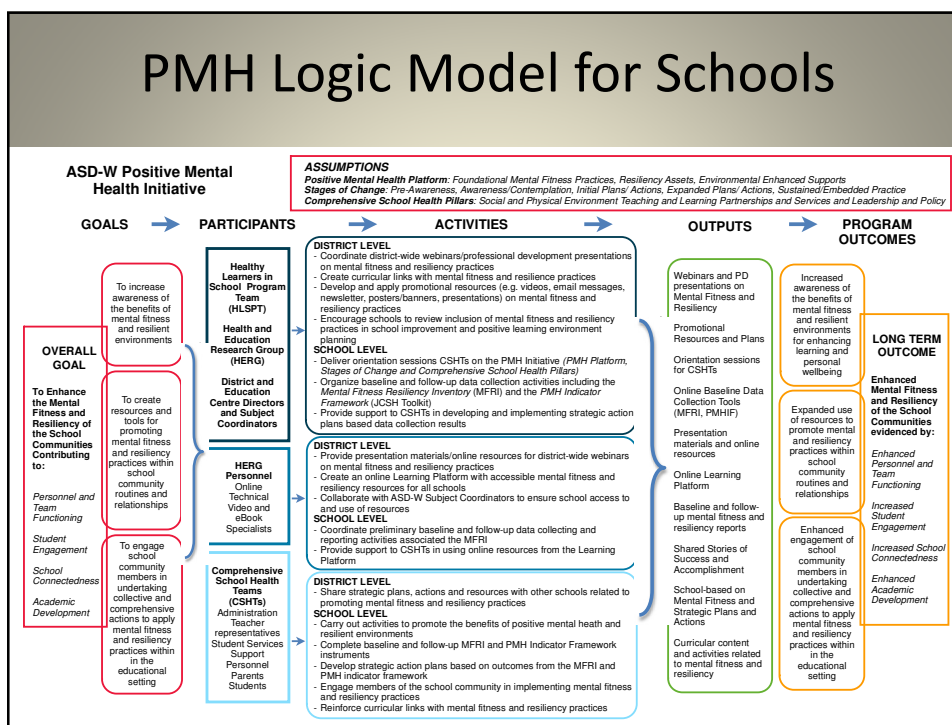 PMH Logic Model for Schools
ASD-W Positive Mental
Health Initiative
ASSUMPTIONS
Positive Mental Health Platform: Foundational Mental Fitness Practices, Resiliency Assets, Environmental Enhanced Supports
Stages of Change: Pre-Awareness, Awareness/Contemplation, Initial Plans/ Actions, Expanded Plans/ Actions, Sustained/Embedded Practice
Comprehensive School Health Pillars: Social and Physical Environment Teaching and Learning Partnerships and Services and Leadership and Policy
GOALS
PARTICIPANTS
ACTIVITIES
OUTPUTS
PROGRAM
OUTCOMES
OVERALL
GOAL
To Enhance
the Mental
Fitness and
Resiliency of
the School
Communities
Contributing
to:
Personnel and
Team
Functioning
Student
Engagement
School
Connectedness
Academic
Development
To increase
awareness of
the benefits of
mental fitness
and resilient
environments
To create
resources and
tools for
promoting
mental fitness
and resiliency
practices within
school
community
routines and
relationships
To engage
school
community
members in
undertaking
collective and
comprehensive
actions to apply
mental fitness
and resiliency
practices within
in the
educational
setting
Healthy
Learners in
School Program
Team
(HLSPT)
Health and
Education
Research Group
(HERG)
District and
Education
Centre Directors
and Subject
Coordinators
HERG
Personnel
Online
Technical
Video and
eBook
Specialists
Comprehensive
School Health
Teams
(CSHTs)
Administration
Teacher
representatives
Student Services
Support
Personnel
Parents
Students
DISTRICT LEVEL
- Coordinate district-wide webinars/professional development presentations
on mental fitness and resiliency practices
- Create curricular links with mental fitness and resilience practices
- Develop and apply promotional resources (e.g. videos, email messages,
newsletter, posters/banners, presentations) on mental fitness and
resiliency practices
- Encourage schools to review inclusion of mental fitness and resiliency
practices in school improvement and positive learning environment
planning
SCHOOL LEVEL
- Deliver orientation sessions CSHTs on the PMH Initiative (PMH Platform,
Stages of Change and Comprehensive School Health Pillars)
- Organize baseline and follow-up data collection activities including the
Mental Fitness Resiliency Inventory (MFRI) and the PMH Indicator
Framework (JCSH Toolkit)
- Provide support to CSHTs in developing and implementing strategic action
plans based data collection results
DISTRICT LEVEL
- Provide presentation materials/online resources for district-wide webinars
on mental fitness and resiliency practices
- Create an online Learning Platform with accessible mental fitness and
resiliency resources for all schools
- Collaborate with ASD-W Subject Coordinators to ensure school access to
and use of resources
SCHOOL LEVEL
- Coordinate preliminary baseline and follow-up data collecting and
reporting activities associated the MFRI
- Provide support to CSHTs in using online resources from the Learning
Platform
DISTRICT LEVEL
- Share strategic plans, actions and resources with other schools related to
promoting mental fitness and resiliency practices
SCHOOL LEVEL
- Carry out activities to promote the benefits of positive mental heath and
resilient environments
- Complete baseline and follow-up MFRI and PMH Indicator Framework
instruments
- Develop strategic action plans based on outcomes from the MFRI and
PMH indicator framework
- Engage members of the school community in implementing mental fitness
and resiliency practices
- Reinforce curricular links with mental fitness and resiliency practices
Webinars and PD
presentations on
Mental Fitness and
Resiliency
Promotional
Resources and Plans
Orientation sessions
for CSHTs
Online Baseline Data
Collection Tools
(MFRI, PMHIF)
Presentation
materials and online
resources
Online Learning
Platform
Baseline and follow-
up mental fitness and
resiliency reports
Shared Stories of
Success and
Accomplishment
School-based on
Mental Fitness and
Strategic Plans and
Actions
Curricular content
and activities related
to mental fitness and
resiliency
Increased
awareness of
the benefits of
mental fitness
and resilient
environments
for enhancing
learning and
personal
wellbeing
Expanded use
of resources to
promote mental
and resiliency
practices within
school
community
routines and
relationships
Enhanced
engagement of
school
community
members in
undertaking
collective and
comprehensive
actions to apply
mental fitness
and resiliency
practices within
in the
educational
setting
LONG TERM
OUTCOME
Enhanced
Mental Fitness
and Resiliency
of the School
Communities
evidenced by:
Enhanced
Personnel and
Team
Functioning
Increased
Student
Engagement
Increased School
Connectedness
Enhanced
Academic
Development